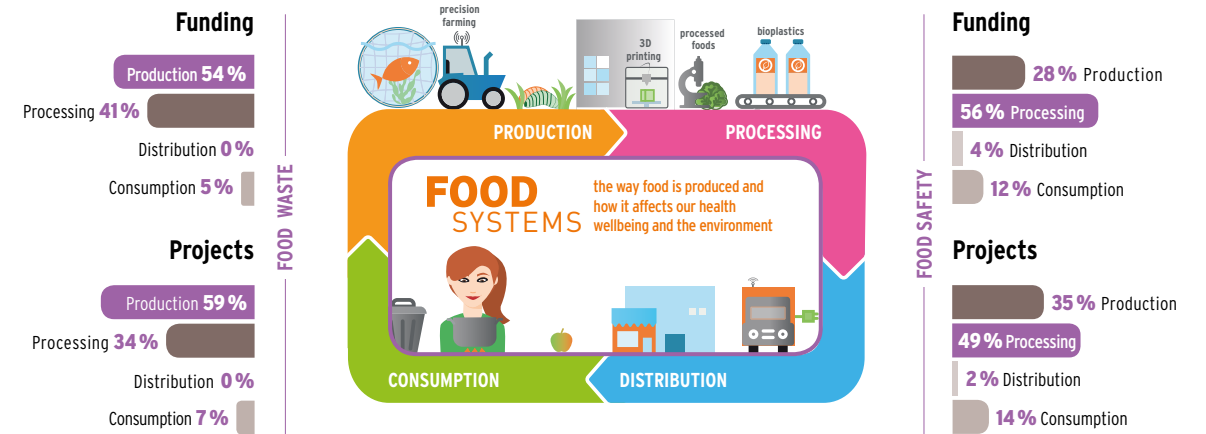 Funding
Production 54 %
Processing 41 %
Distribution 0 %
Consumption 5 %
Projects
Production 59 %
Processing 34 %
Distribution 0 %
Consumption 7 %
FOOD WASTE
precision
farming
3D
printing
processed
foods
bioplastics
PRODUCTION
PROCESSING
FOOD
SYSTEMS
the way food is produced and
how it affects our health
wellbeing and the environment
CONSUMPTION
DISTRIBUTION
FOOD SAFETY
Funding
28 % Production
56 % Processing
4 % Distribution
12 % Consumption
Projects
35 % Production
49 % Processing
2 % Distribution
14 % Consumption